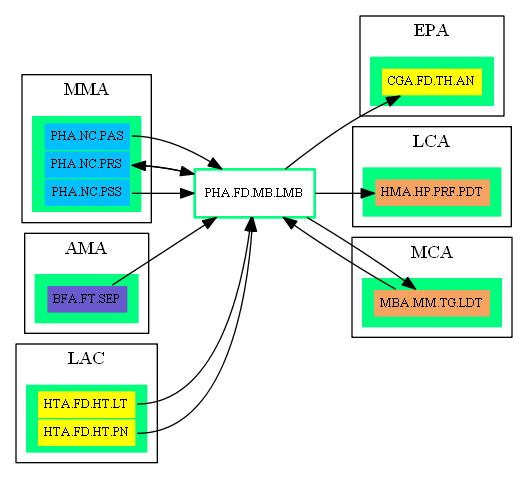 MMA
PHA.NC.PAS
PHA.NC.PRS
PHA.NC.PSS
AMA
BFA.FT.SEP
LAC
HTA.FD.HT.LT
HTA.FD.HT.PN
PHA.FD.MB.LMB
EPA
CGA.FD.TH.AN
LCA
HMA.HP.PRF.PDT
MCA
MBA.MM.TG.LDT